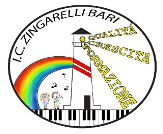 I.C. ZINGARELLI BARI
QUALITÀ
CRESCITA
FORMAZIONE